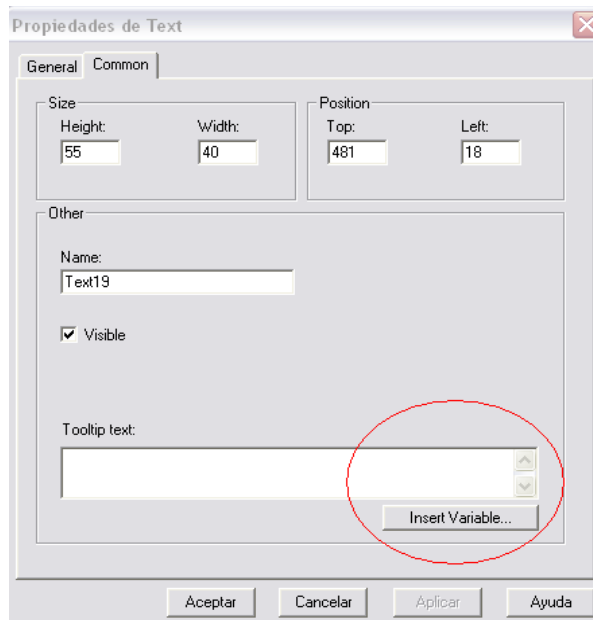 Propiedades de Text
General Common
Size Position
Height: Width: Top: Left:
55 40 481 18
Other
Name:
Text19
Visible
Tooltip text:
Insert Variable...
Aceptar Cancelar Aplicar Ayuda